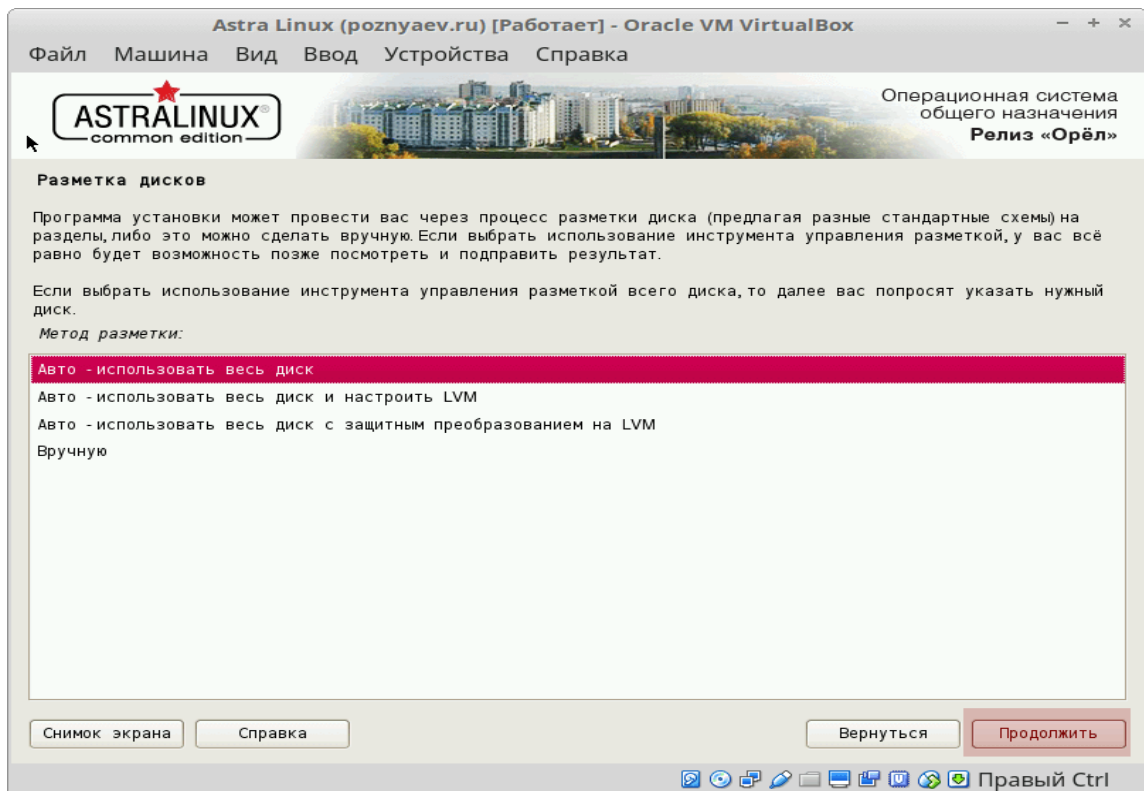 Astra Linux (poznyaev.ru) [Работает] - Oracle VM VirtualBox
Файл Машина Вид Ввод Устройства Справка
ASTRALINUX®
common edition
Операционная система
общего назначения
Релиз «Орёл»
Разметка дисков
Программа установки может провести вас через процесс разметки диска (предлагая разные стандартные схемы) на
разделы, либо это можно сделать вручную. Если выбрать использование инструмента управления разметкой, у вас всё
равно будет возможность позже посмотреть и подправить результат.
Если выбрать использование инструмента управления разметкой всего диска, то далее вас попросят указать нужный
диск.
Метод разметки:
Авто - использовать весь диск
Авто - использовать весь диск и настроить LVM
Авто - использовать весь диск с защитным преобразованием на LVM
Вручную
Снимок экрана Справка Вернуться Продолжить
Правый Ctrl